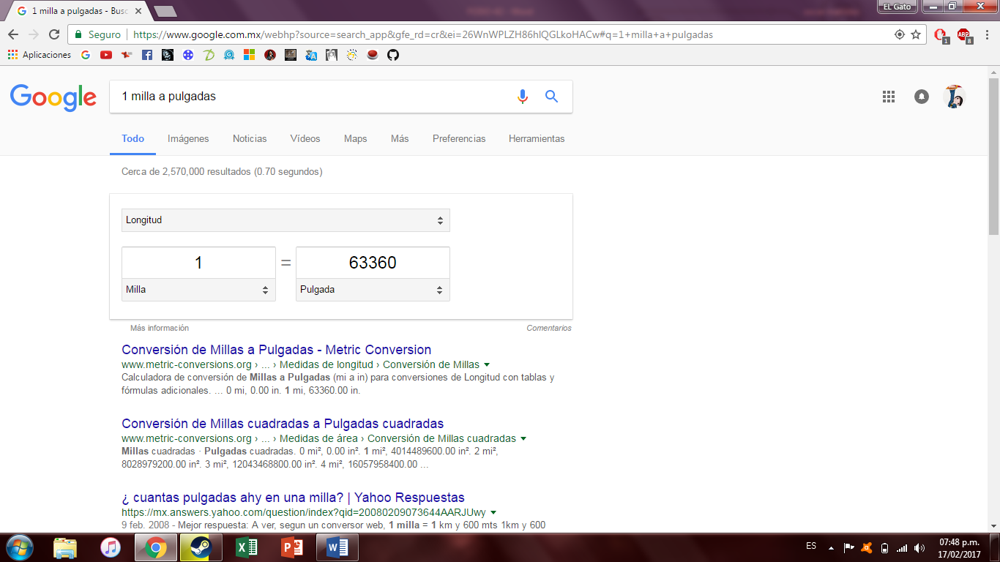 1 milla a pulgadas - Busc
EL Gato
Seguro
https://www.google.com.mx/webhp?source=search_app&gfe_rd=cr&ei=26WnWPLZH86hlQGLkoHACw#q=1+milla+a+pulgadas
1
ABP
8
Aplicaciones
Google
1 milla a pulgadas
Todo Imágenes Noticias Vídeos Maps Más Preferencias Herramientas
Cerca de 2,570,000 resultados (0.70 segundos)
Longitud
1 = 63360
Milla Pulgada
Más información Comentarios
Conversión de Millas a Pulgadas - Metric Conversion
www.metric-conversions.org › ... › Medidas de longitud › Conversión de Millas
Calculadora de conversión de Millas a Pulgadas (mi a in) para conversiones de Longitud con tablas y
fórmulas adicionales. ... 0 mi, 0.00 in. 1 mi, 63360.00 in.
Conversión de Millas cuadradas a Pulgadas cuadradas
www.metric-conversions.org › ... › Medidas de área › Conversión de Millas cuadradas
Millas cuadradas · Pulgadas cuadradas. 0 mi², 0.00 in². 1 mi², 4014489600.00 in². 2 mi²,
8028979200.00 in². 3 mi², 12043468800.00 in². 4 mi², 16057958400.00 ...
¿ cuantas pulgadas ahy en una milla? | Yahoo Respuestas
https://mx.answers.yahoo.com/question/index?qid=20080209073644AARJUwy
9 feb. 2008 - Mejor respuesta: A ver, segun un conversor web, 1 milla = 1 km y 600 mts 1km y 600
ES
07:48 p.m.
17/02/2017